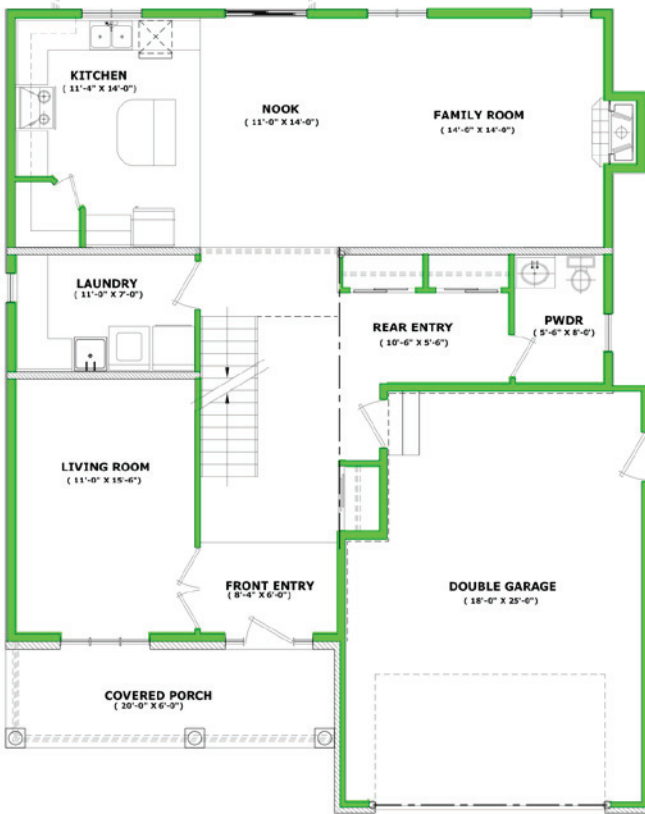 KITCHEN
( 11'-4" X 14'-0")
NOOK
( 11'-0" X 14'-0")
FAMILY ROOM
( 14'-0" X 14'-0")
LAUNDRY
( 11'-0" X 7'-0")
REAR ENTRY
( 10'-6" X 5'-6")
PWDR
( 5'-6" X 8'-0")
LIVING ROOM
( 11'-0" X 15'-6")
FRONT ENTRY
( 8'-4" X 6'-0")
DOUBLE GARAGE
( 18'-0" X 25'-0")
COVERED PORCH
( 20'-0" X 6'-0")